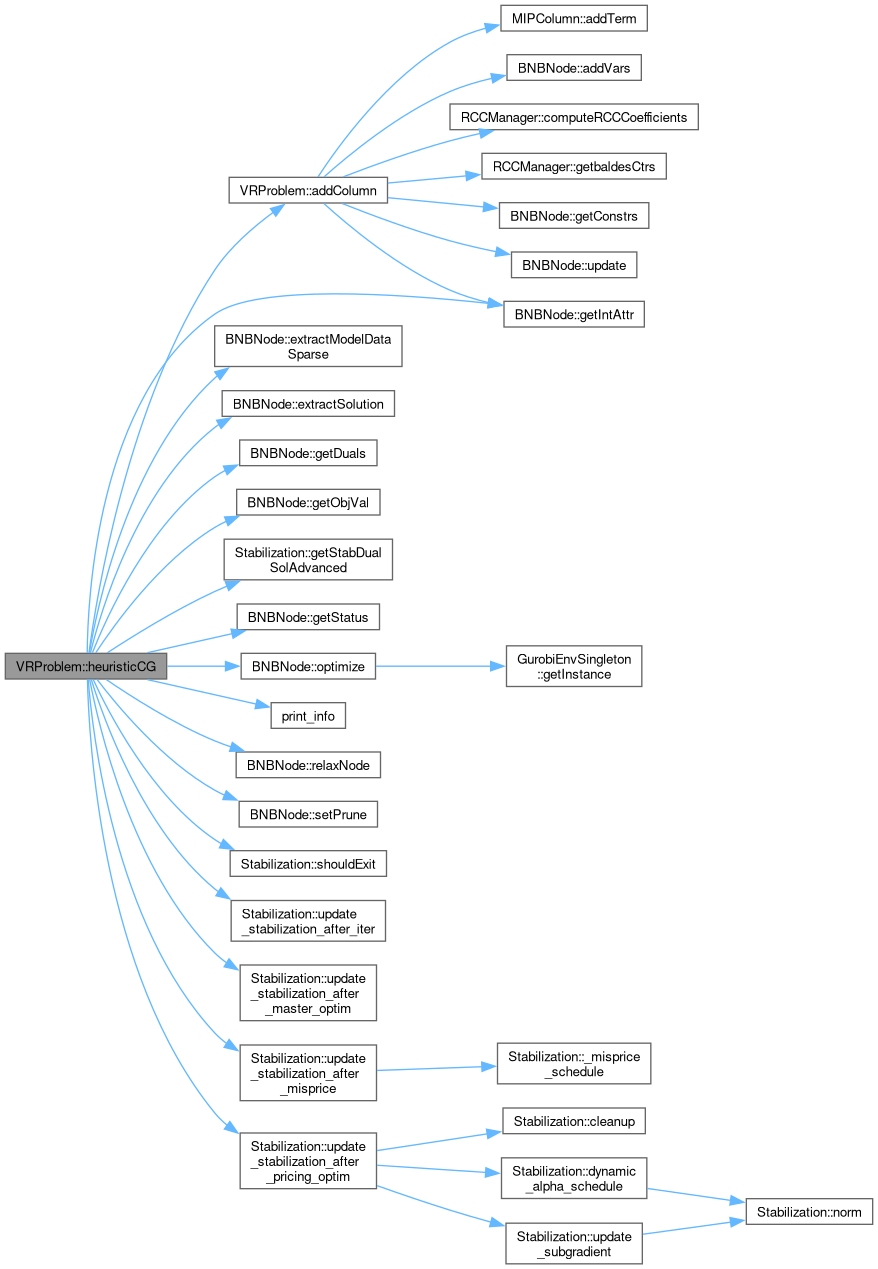 MIPColumn::addTerm
BNBNode::addVars
RCCManager::computeRCCCoefficients
RCCManager::getbaldesCtrs
VRProblem::addColumn
BNBNode::getConstrs
BNBNode::update
BNBNode::getIntAttr
BNBNode::extractModelData
Sparse
BNBNode::extractSolution
BNBNode::getDuals
BNBNode::getObjVal
Stabilization::getStabDual
SolAdvanced
BNBNode::getStatus
VRProblem::heuristicCG
BNBNode::optimize
GurobiEnvSingleton
::getInstance
print_info
BNBNode::relaxNode
BNBNode::setPrune
Stabilization::shouldExit
Stabilization::update
_stabilization_after_iter
Stabilization::update
_stabilization_after
_master_optim
Stabilization::update
_stabilization_after
_misprice
Stabilization::_misprice
_schedule
Stabilization::update
_stabilization_after
_pricing_optim
Stabilization::cleanup
Stabilization::dynamic
_alpha_schedule
Stabilization::update
_subgradient
Stabilization::norm